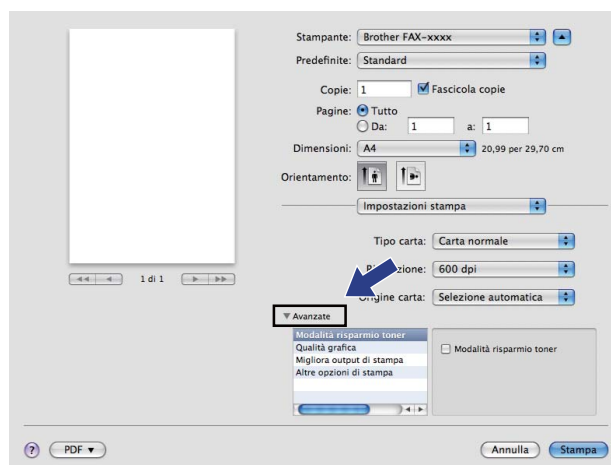 Stampante: Brother FAX-xxxx
Predefinite: Standard
Copie: 1 Fascicola copie
Pagine: Tutto
Da: 1 a: 1
Dimensioni: A4 20,99 per 29,70 cm
Orientamento:
Impostazioni stampa
Tipo carta: Carta normale
600 dpi
Origine carta: Selezione automatica
1 di 1
Avanzate
Modalità risparmio toner
Qualità grafica
Migliora output di stampa
Altre opzioni di stampa
Modalità risparmio toner
? PDF Annulla Stampa